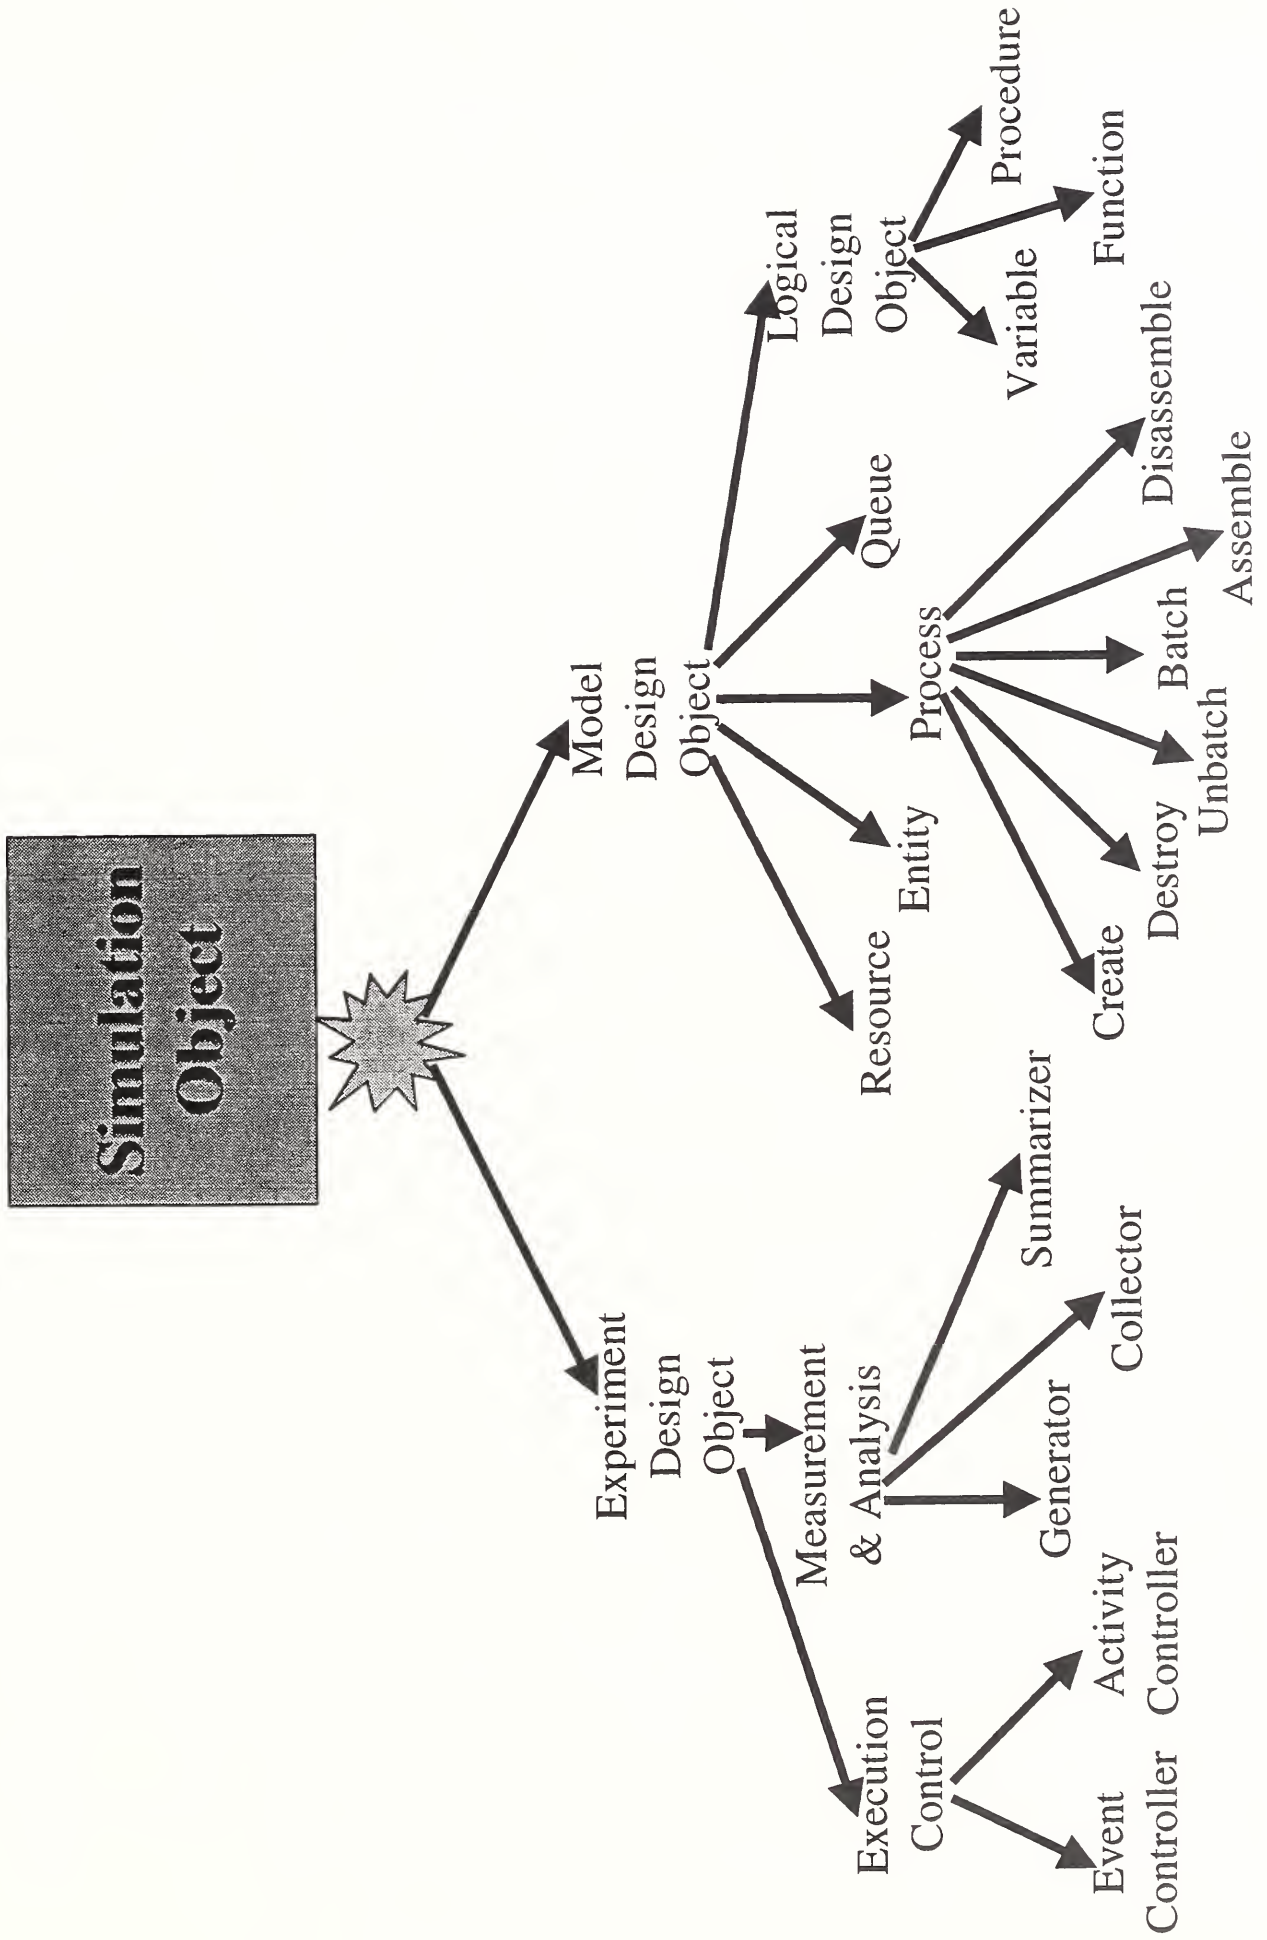 Simulation
Object
Experiment
Design
Object
Model
Design
Object
Execution
Control
Measurement
& Analysis
Resource
Entity
Process
Queue
Logical
Design
Object
Event
Controller
Activity
Controller
Generator
Collector
Summarizer
Create
Destroy
Unbatch
Batch
Assemble
Disassemble
Variable
Function
Procedure